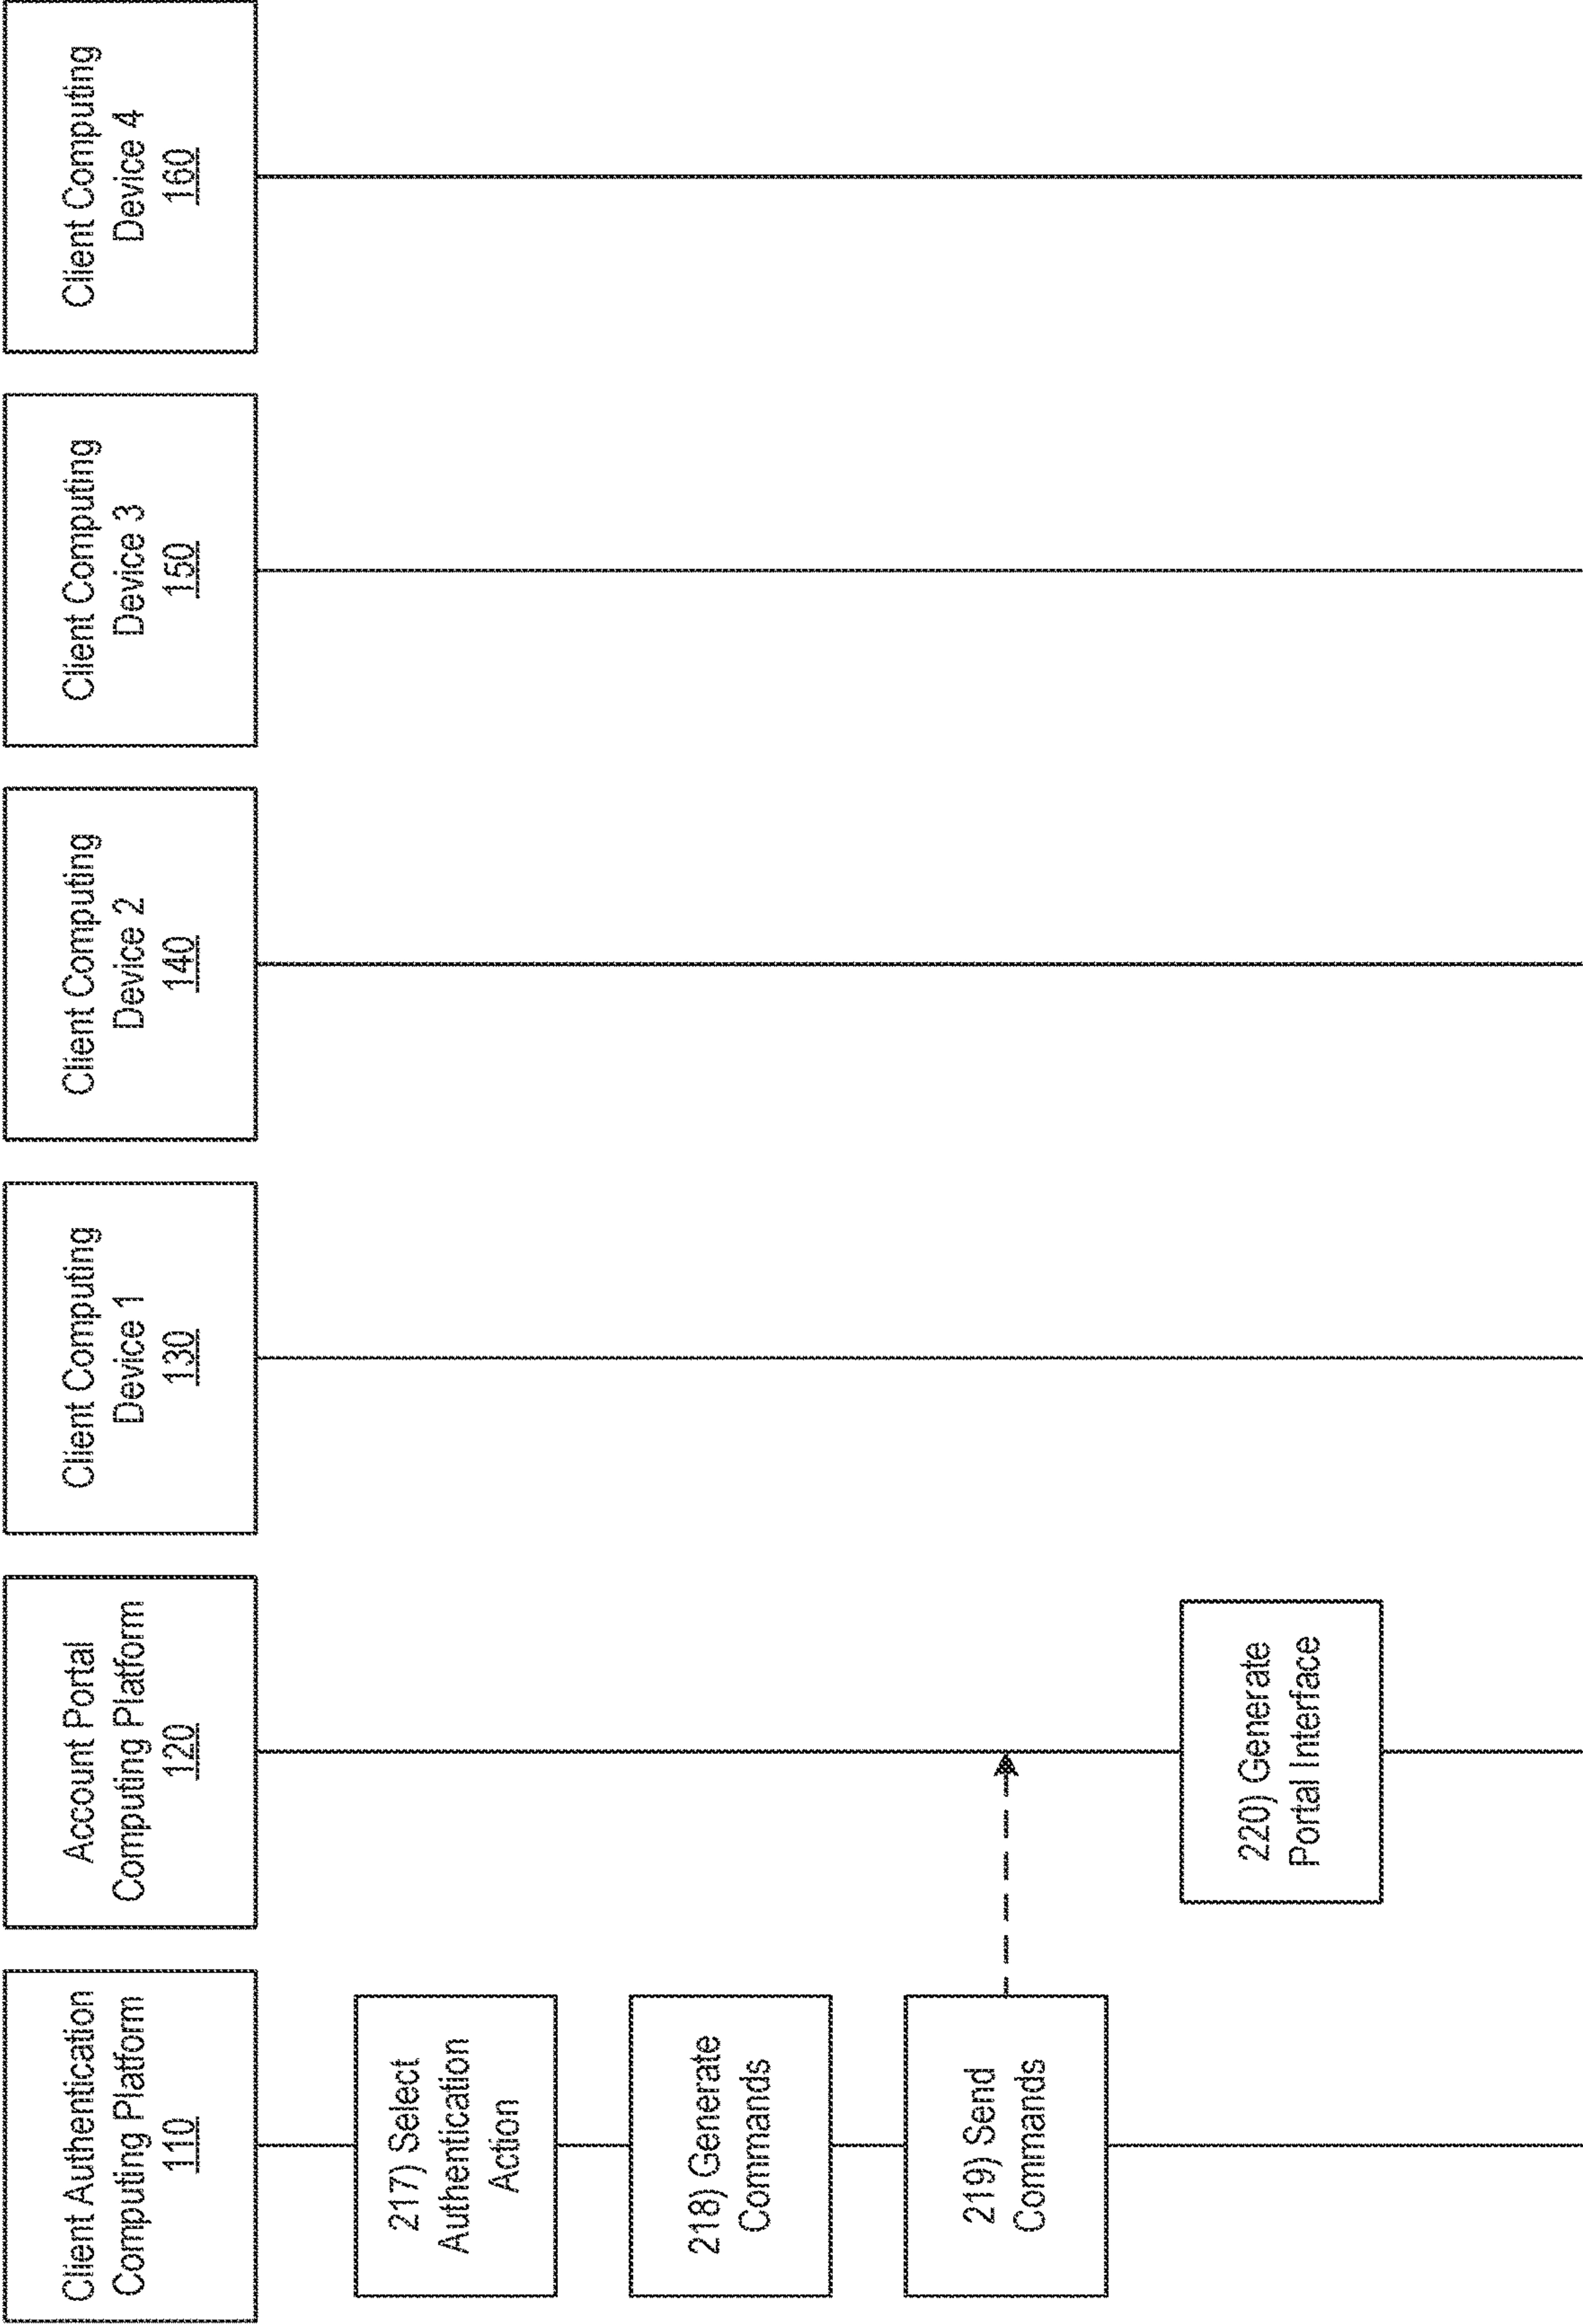 Client Authentication
Computing Platform
110
Account Portal
Computing Platform
120
Client Computing
Device 1
130
Client Computing
Device 2
140
Client Computing
Device 3
150
Client Computing
Device 4
160
217) Select
Authentication
Action
218) Generate
Commands
219) Send
Commands
220) Generate
Portal Interface